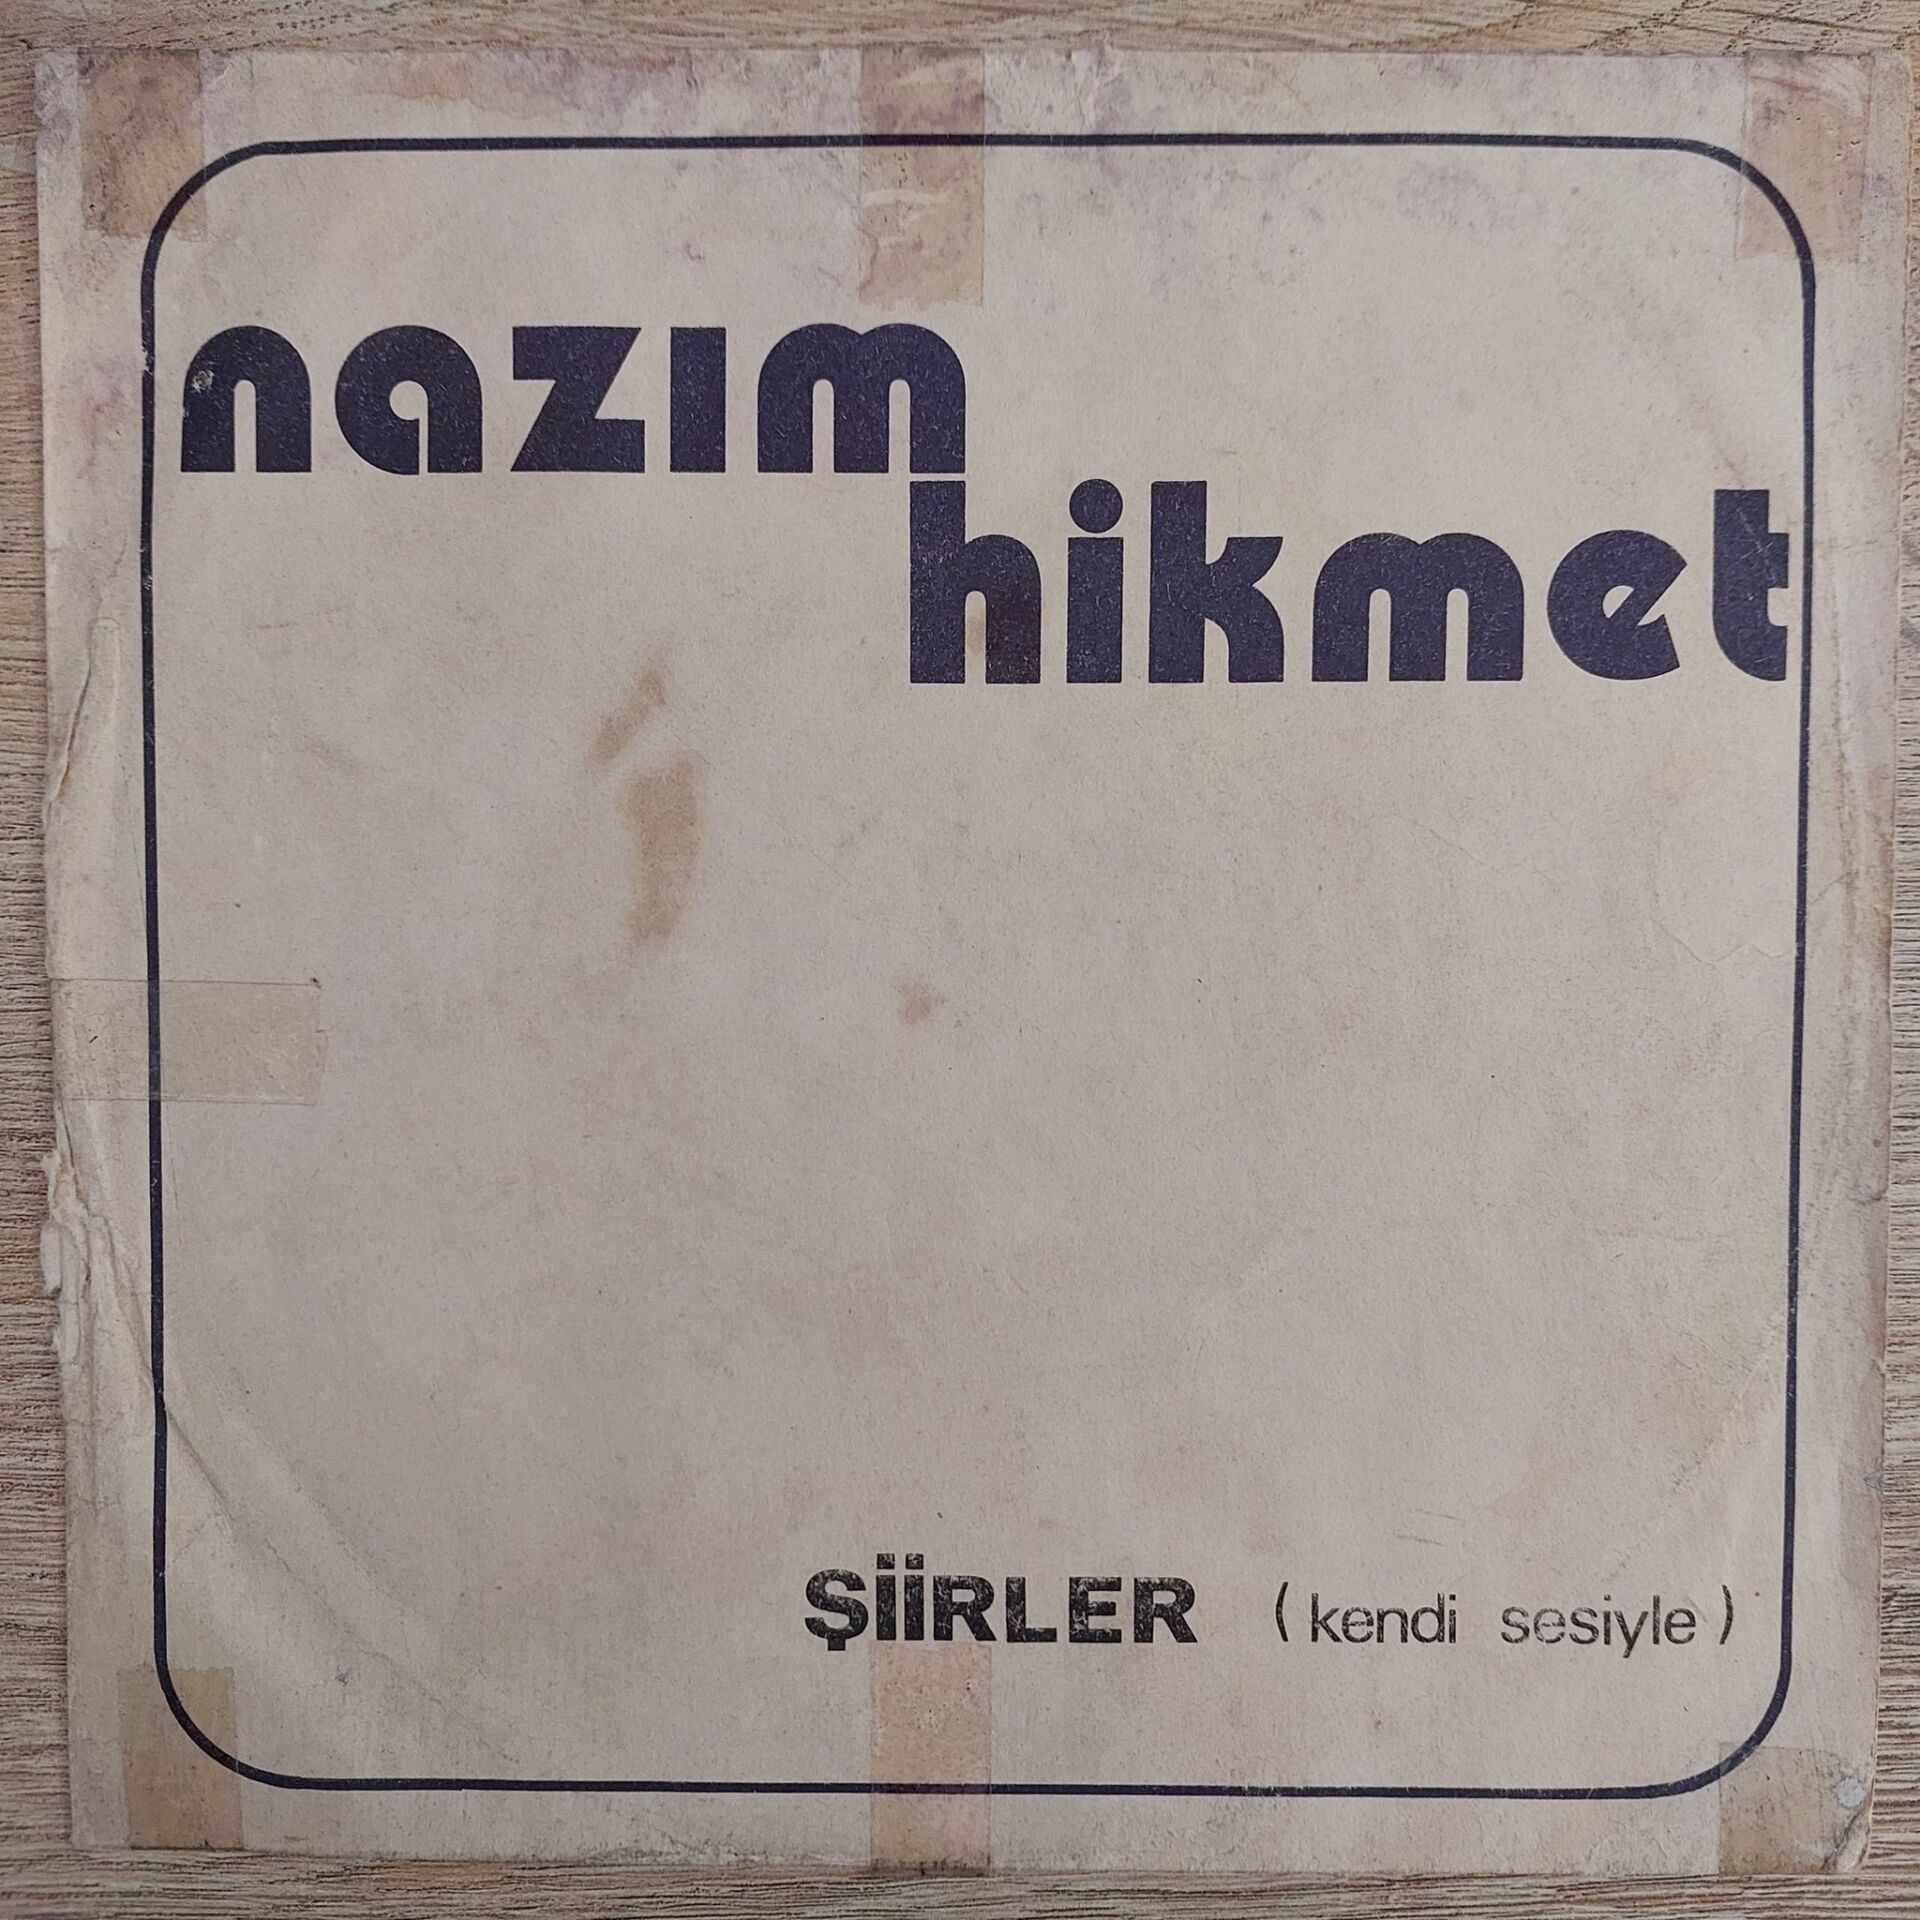 nazım
hikmet
ŞİİRLER (kendi sesiyle)